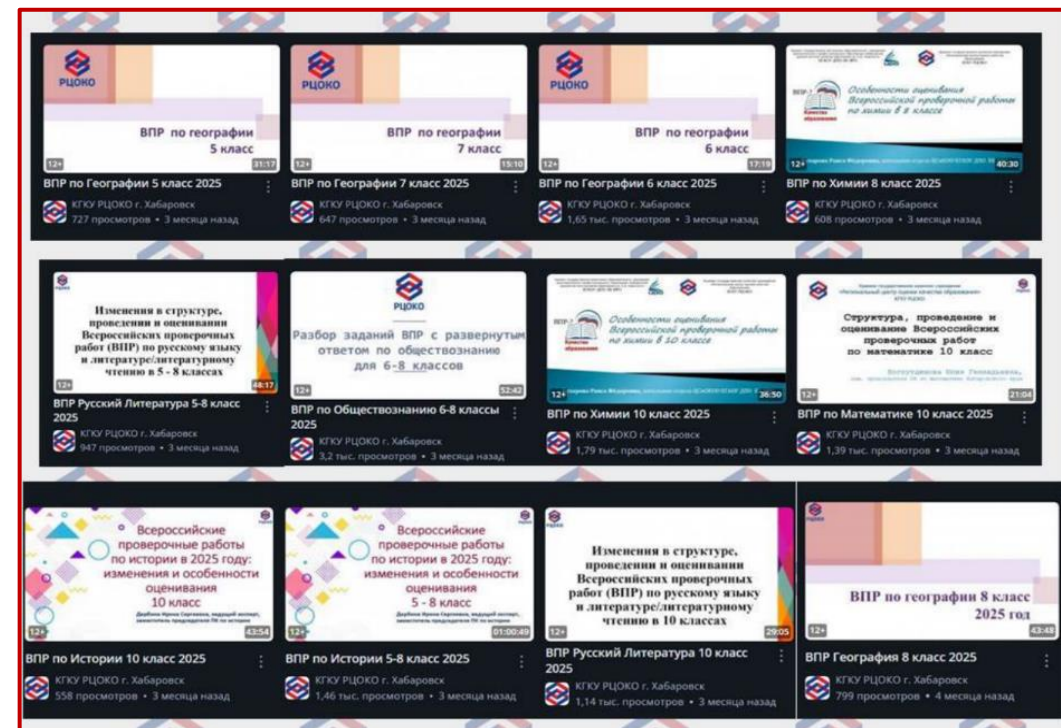 РЦОКО
ВПР по географии
5 класс
12+
31:17
ВПР по Географии 5 класс 2025
КГКУ РЦОКО г. Хабаровск
727 просмотров • 3 месяца назад
РЦОКО
ВПР по географии
7 класс
12+
15:10
ВПР по Географии 7 класс 2025
КГКУ РЦОКО г. Хабаровск
647 просмотров • 3 месяца назад
РЦОКО
ВПР по географии
6 класс
12+
17:19
ВПР по Географии 6 класс 2025
КГКУ РЦОКО г. Хабаровск
1,65 тыс. просмотров • 3 месяца назад
Особенности оценивания
Всероссийской проверочной работы
по химии в 8 классе
12+
40:30
ВПР по Химии 8 класс 2025
КГКУ РЦОКО г. Хабаровск
608 просмотров • 3 месяца назад
РЦОКО
Изменения в структуре,
проведении и оценивании
Всероссийских проверочных
работ (ВПР) по русскому языку
и литературе/литературному
чтению в 5 - 8 классах
12+
48:17
ВПР Русский Литература 5-8 класс
2025
КГКУ РЦОКО г. Хабаровск
947 просмотров • 3 месяца назад
РЦОКО
Разбор заданий ВПР с развернутым
ответом по обществознанию
для 6-8 классов
12+
52:42
ВПР по Обществознанию 6-8 классы
2025
КГКУ РЦОКО г. Хабаровск
3,2 тыс. просмотров • 3 месяца назад
Особенности оценивания
Всероссийской проверочной работы
по химии в 10 классе
12+
36:50
ВПР по Химии 10 класс 2025
КГКУ РЦОКО г. Хабаровск
1,79 тыс. просмотров • 3 месяца назад
Структура, проведение и
оценивание Всероссийских
проверочных работ
по математике 10 класс
12+
21:04
ВПР по Математике 10 класс 2025
КГКУ РЦОКО г. Хабаровск
1,39 тыс. просмотров • 3 месяца назад
Всероссийские
проверочные работы
по истории в 2025 году:
изменения и особенности
оценивания
10 класс
12+
43:54
ВПР по Истории 10 класс 2025
КГКУ РЦОКО г. Хабаровск
558 просмотров • 3 месяца назад
Всероссийские
проверочные работы
по истории в 2025 году:
изменения и особенности
оценивания
5 - 8 класс
12+
01:00:49
ВПР по Истории 5-8 класс 2025
КГКУ РЦОКО г. Хабаровск
1,46 тыс. просмотров • 3 месяца назад
Изменения в структуре,
проведении и оценивании
Всероссийских проверочных
работ (ВПР) по русскому языку
и литературе/литературному
чтению в 10 классах
12+
29:05
ВПР Русский Литература 10 класс
2025
КГКУ РЦОКО г. Хабаровск
1,14 тыс. просмотров • 3 месяца назад
ВПР по географии 8 класс
2025 год
12+
43:48
ВПР География 8 класс 2025
КГКУ РЦОКО г. Хабаровск
799 просмотров • 4 месяца назад